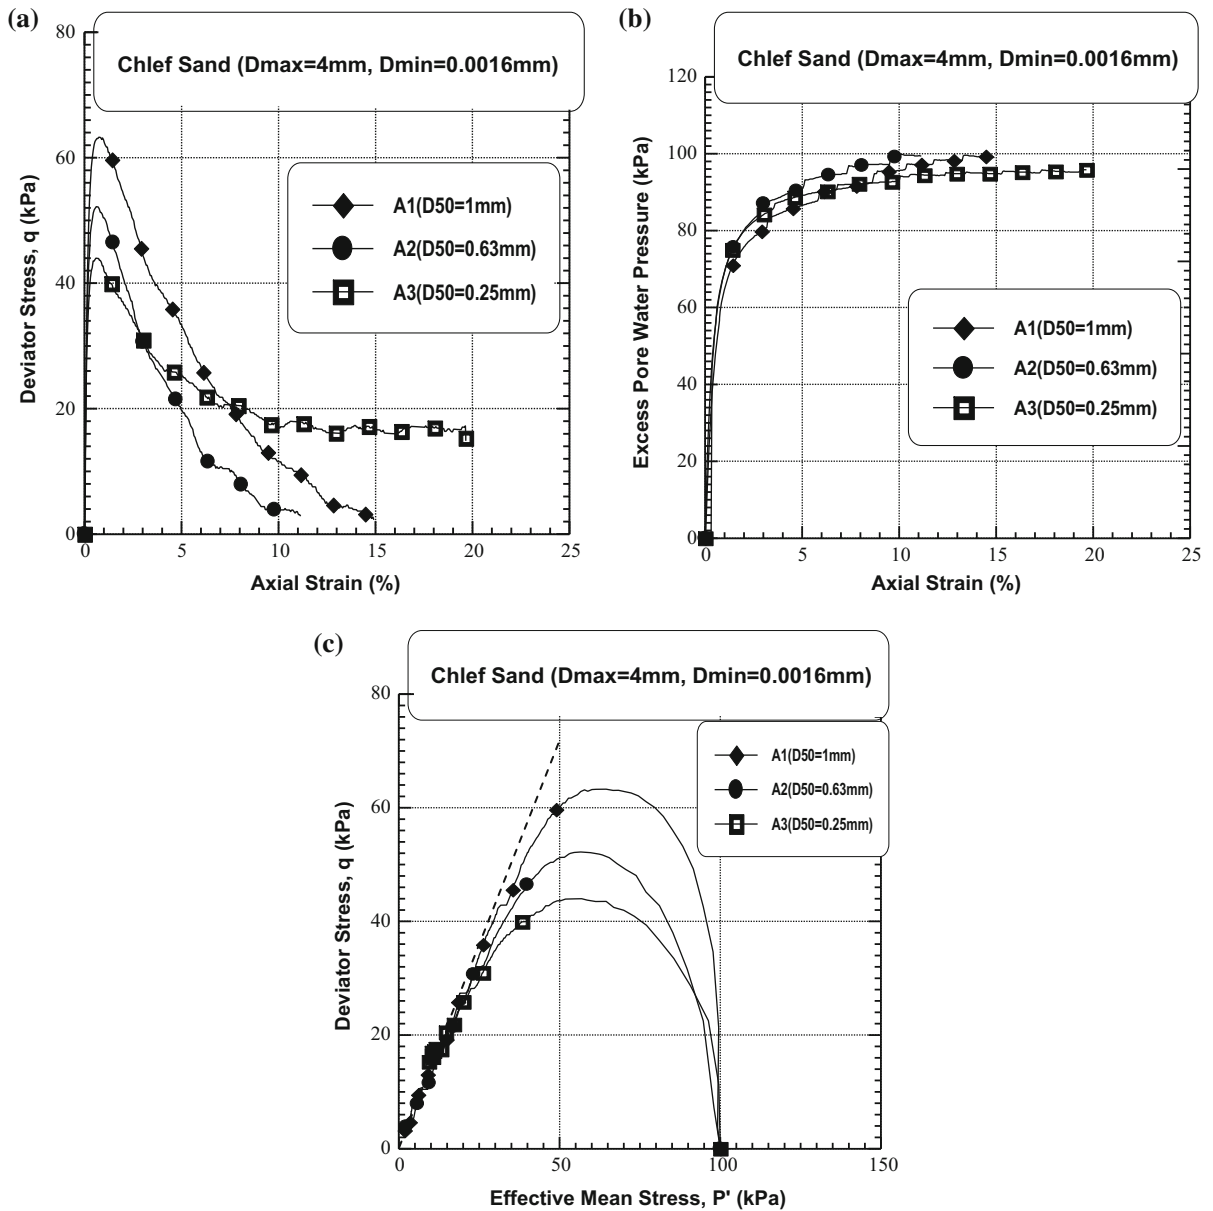 (a)
80
Chlef Sand (Dmax=4mm, Dmin=0.0016mm)
60
A1(D50=1mm)
A2(D50=0.63mm)
A3(D50=0.25mm)
40
20
0
Deviator Stress, q (kPa)
0 5 10 15 20 25
Axial Strain (%)
(b)
120
Chlef Sand (Dmax=4mm, Dmin=0.0016mm)
100
80
60
40
20
0
A1(D50=1mm)
A2(D50=0.63mm)
A3(D50=0.25mm)
Excess Pore Water Pressure (kPa)
0 5 10 15 20 25
Axial Strain (%)
(c)
Chlef Sand (Dmax=4mm, Dmin=0.0016mm)
80
A1(D50=1mm)
A2(D50=0.63mm)
A3(D50=0.25mm)
60
40
20
0
Deviator Stress, q (kPa)
0 50 100 150
Effective Mean Stress, P' (kPa)